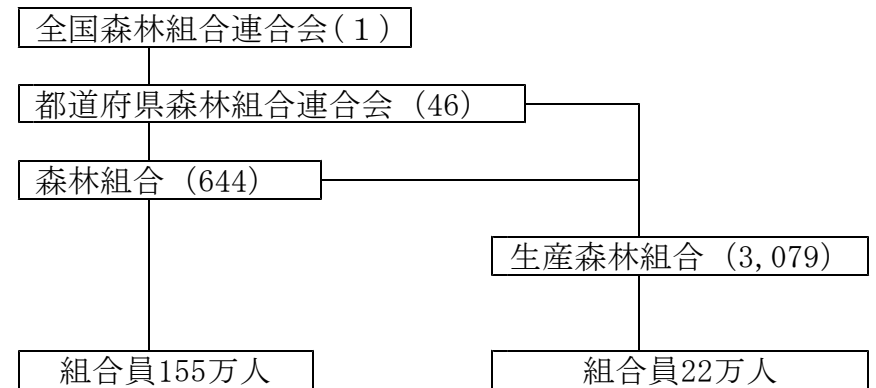 全国森林組合連合会(１)
都道府県森林組合連合会 (46)
森林組合 (644)
生産森林組合 (3,079)
組合員155万人
組合員22万人